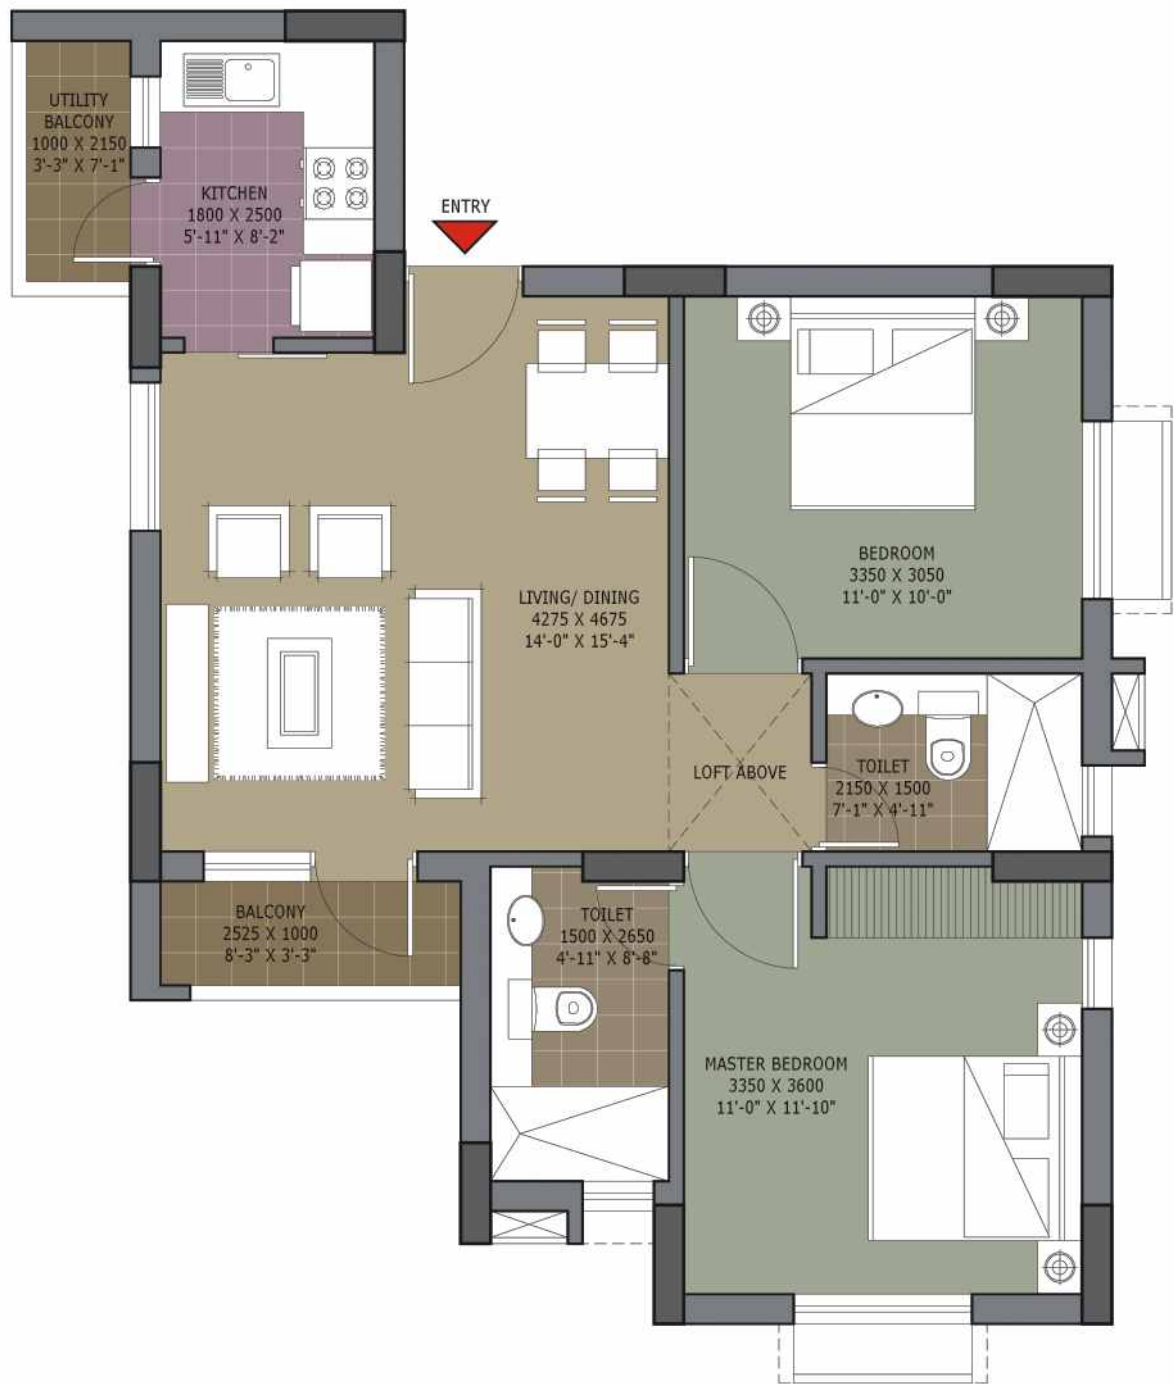 UTILITY
BALCONY
1000 X 2150
3'-3" X 7'-1"
KITCHEN
1800 X 2500
5'-11" X 8'-2"
ENTRY
BEDROOM
3350 X 3050
11'-0" X 10'-0"
LIVING/ DINING
4275 X 4675
14'-0" X 15'-4"
LOFT ABOVE
TOILET
2150 X 1500
7'-1" X 4'-11"
BALCONY
2525 X 1000
8'-3" X 3'-3"
TOILET
1500 X 2650
4'-11" X 8'-8"
MASTER BEDROOM
3350 X 3600
11'-0" X 11'-10"